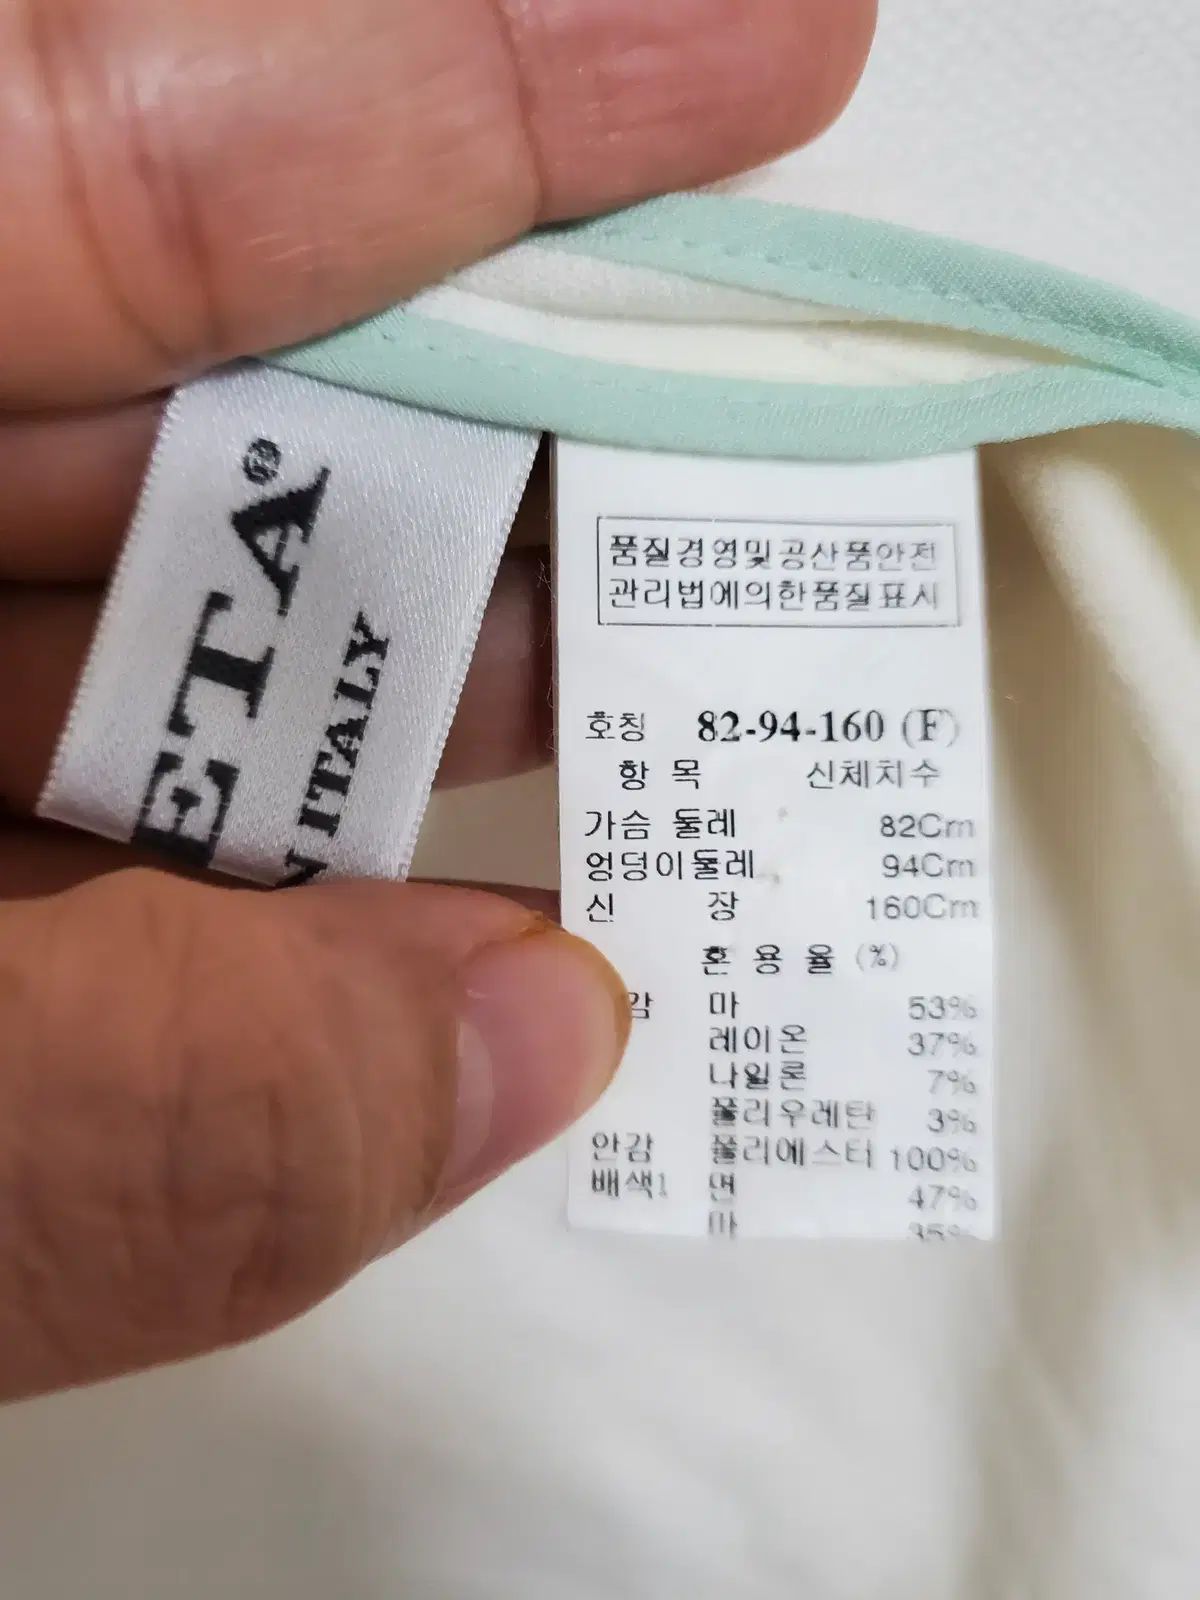 ETA®
N ITALY
품질경영및공산품안전
관리법에의한품질표시
호칭 82-94-160 (F)
항 목 신체치수
가슴 둘레 82Cm
엉덩이둘레 94Cm
신 장 160Cm
혼 용 율 (%)
감 마 53%
레이온 37%
나일론 7%
폴리우레탄 3%
안감 폴리에스터 100%
배색1 면 47%
마 35%